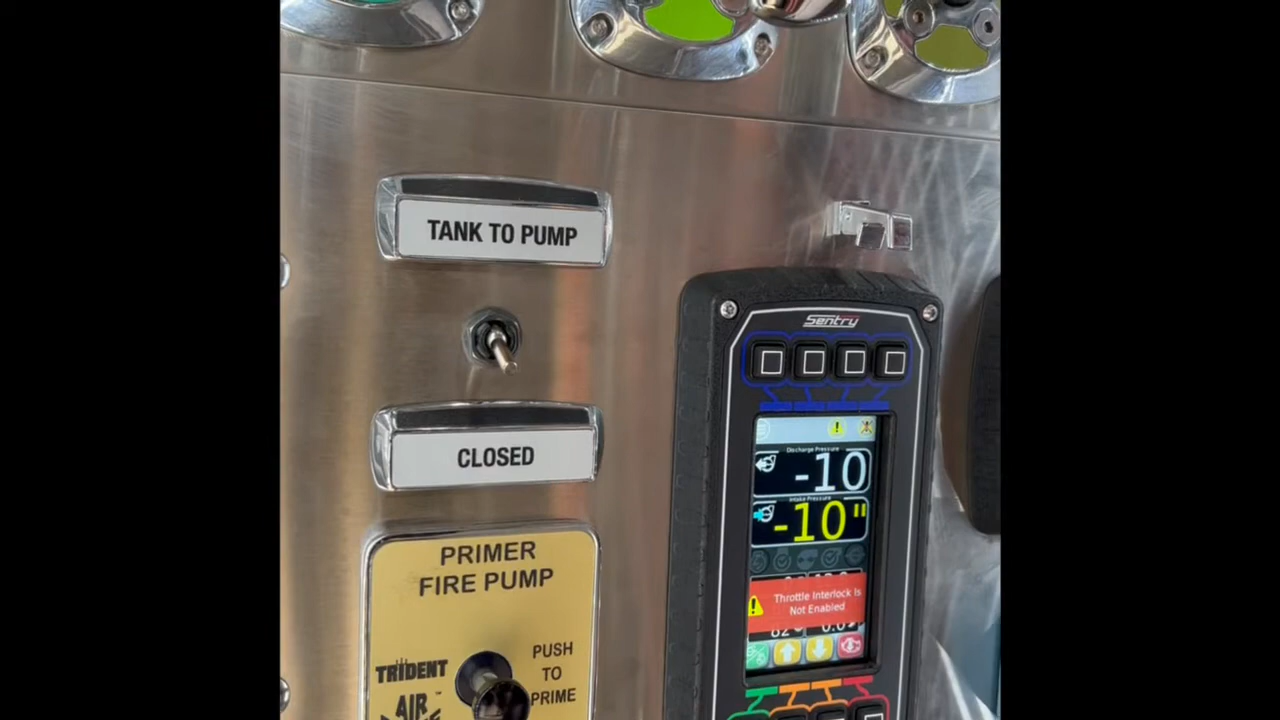 TANK TO PUMP
CLOSED
PRIMER
FIRE PUMP
PUSH
TO
PRIME
TRIDENT
AIR
Sentry
Discharge Pressure
-10
Intake Pressure
-10"
Throttle Interlock Is
Not Enabled